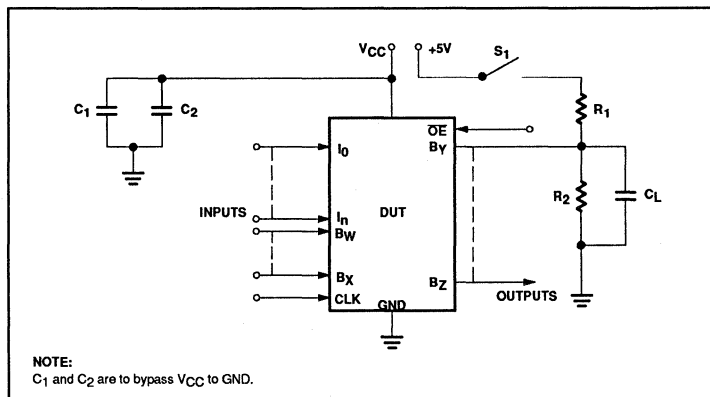 VCC +5V S1
C1 C2 R1
OE
I0 BY
R2 CL
INPUTS In DUT
BW
BX BZ
OUTPUTS
CLK GND
NOTE:
C1 and C2 are to bypass VCC to GND.